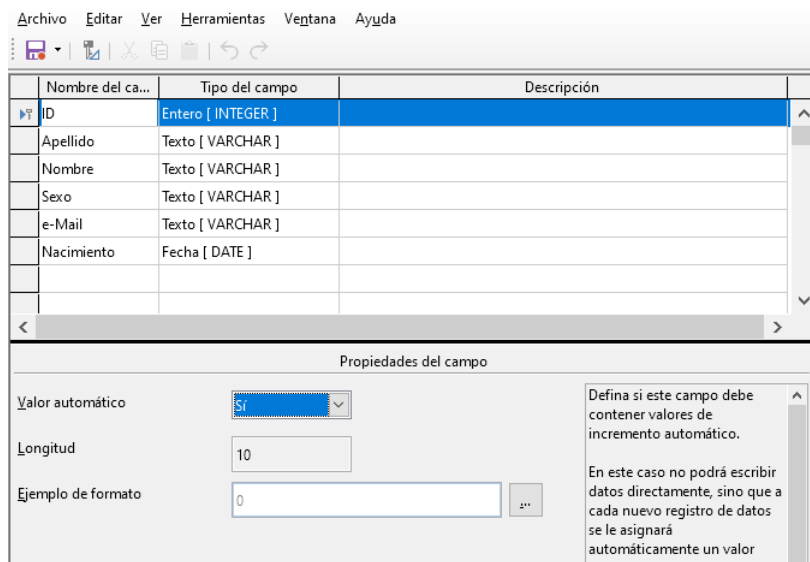 Archivo Editar Ver Herramientas Ventana Ayuda
Nombre del ca... Tipo del campo Descripción
ID Entero [ INTEGER ]
Apellido Texto [ VARCHAR ]
Nombre Texto [ VARCHAR ]
Sexo Texto [ VARCHAR ]
e-Mail Texto [ VARCHAR ]
Nacimiento Fecha [ DATE ]
Propiedades del campo
Valor automático Sí
Longitud 10
Ejemplo de formato 0 ...
Defina si este campo debe
contener valores de
incremento automático.
En este caso no podrá escribir
datos directamente, sino que a
cada nuevo registro de datos
se le asignará
automáticamente un valor